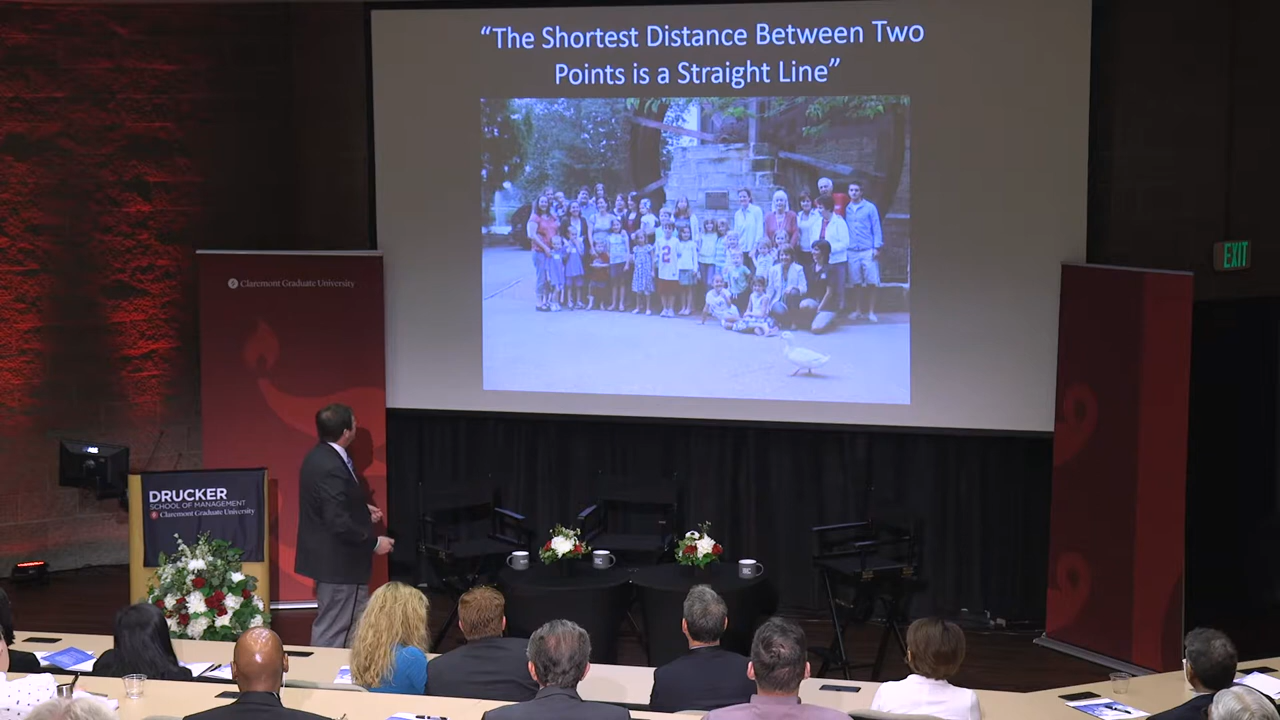 “The Shortest Distance Between Two
Points is a Straight Line”
Claremont Graduate University
EXIT
DRUCKER
SCHOOL OF MANAGEMENT
Claremont Graduate University